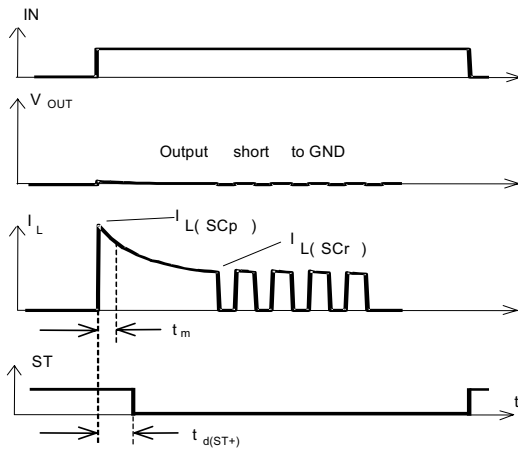 IN
V OUT
Output short to GND
I L( SCp )
I L
I L( SCr )
t m
ST
t
t d(ST+)